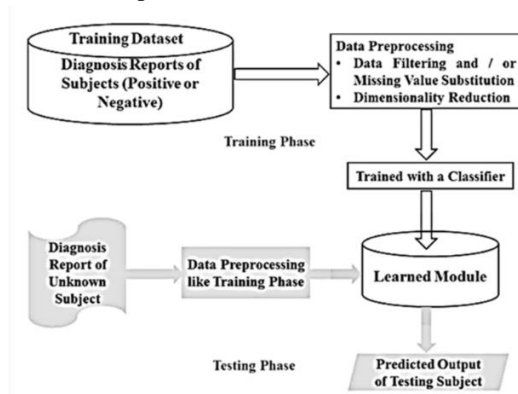 Training Dataset
Diagnosis Reports of
Subjects (Positive or
Negative)
Data Preprocessing
• Data Filtering and / or
Missing Value Substitution
• Dimensionality Reduction
Training Phase
Trained with a Classifier
Diagnosis
Report of
Unknown
Subject
Data Preprocessing
like Training Phase
Learned Module
Testing Phase
Predicted Output
of Testing Subject